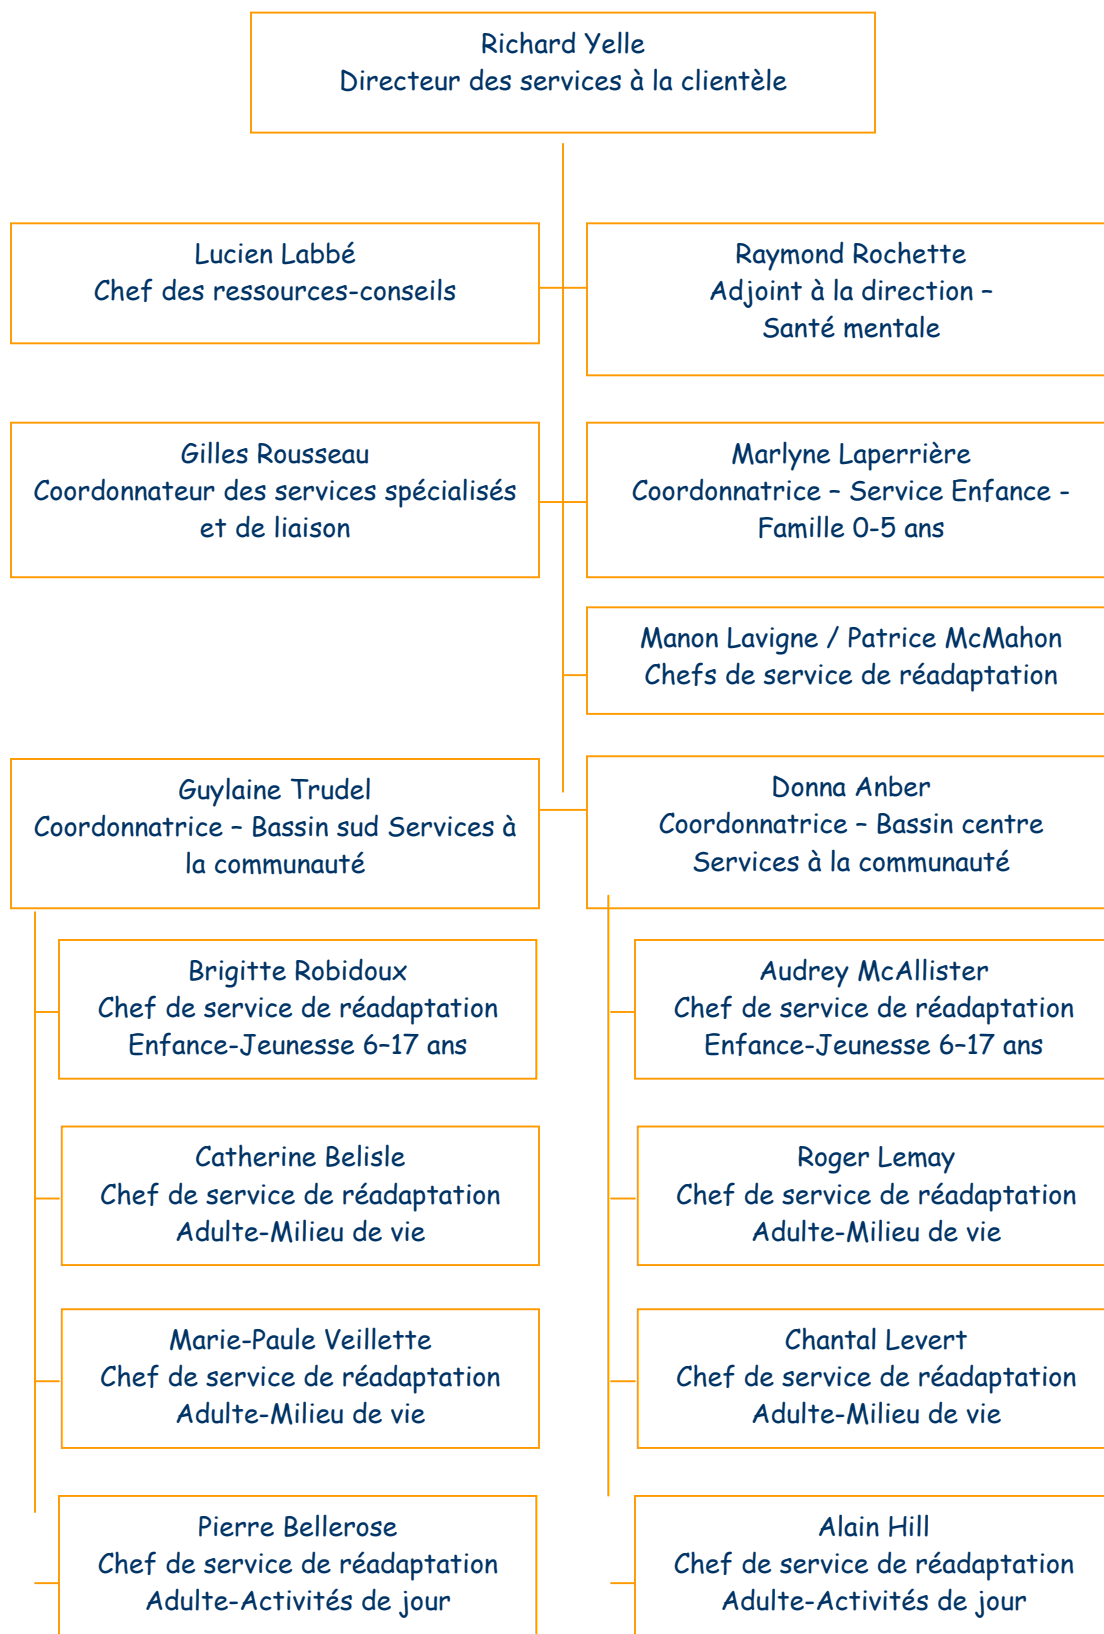 Richard Yelle
Directeur des services à la clientèle
Lucien Labbé
Chef des ressources-conseils
Raymond Rochette
Adjoint à la direction –
Santé mentale
Gilles Rousseau
Coordonnateur des services spécialisés
et de liaison
Marlyne Laperrière
Coordonnatrice – Service Enfance -
Famille 0-5 ans
Manon Lavigne / Patrice McMahon
Chefs de service de réadaptation
Guylaine Trudel
Coordonnatrice – Bassin sud Services à
la communauté
Donna Anber
Coordonnatrice – Bassin centre
Services à la communauté
Brigitte Robidoux
Chef de service de réadaptation
Enfance-Jeunesse 6–17 ans
Audrey McAllister
Chef de service de réadaptation
Enfance-Jeunesse 6–17 ans
Catherine Belisle
Chef de service de réadaptation
Adulte-Milieu de vie
Roger Lemay
Chef de service de réadaptation
Adulte-Milieu de vie
Marie-Paule Veillette
Chef de service de réadaptation
Adulte-Milieu de vie
Chantal Levert
Chef de service de réadaptation
Adulte-Milieu de vie
Pierre Bellerose
Chef de service de réadaptation
Adulte-Activités de jour
Alain Hill
Chef de service de réadaptation
Adulte-Activités de jour